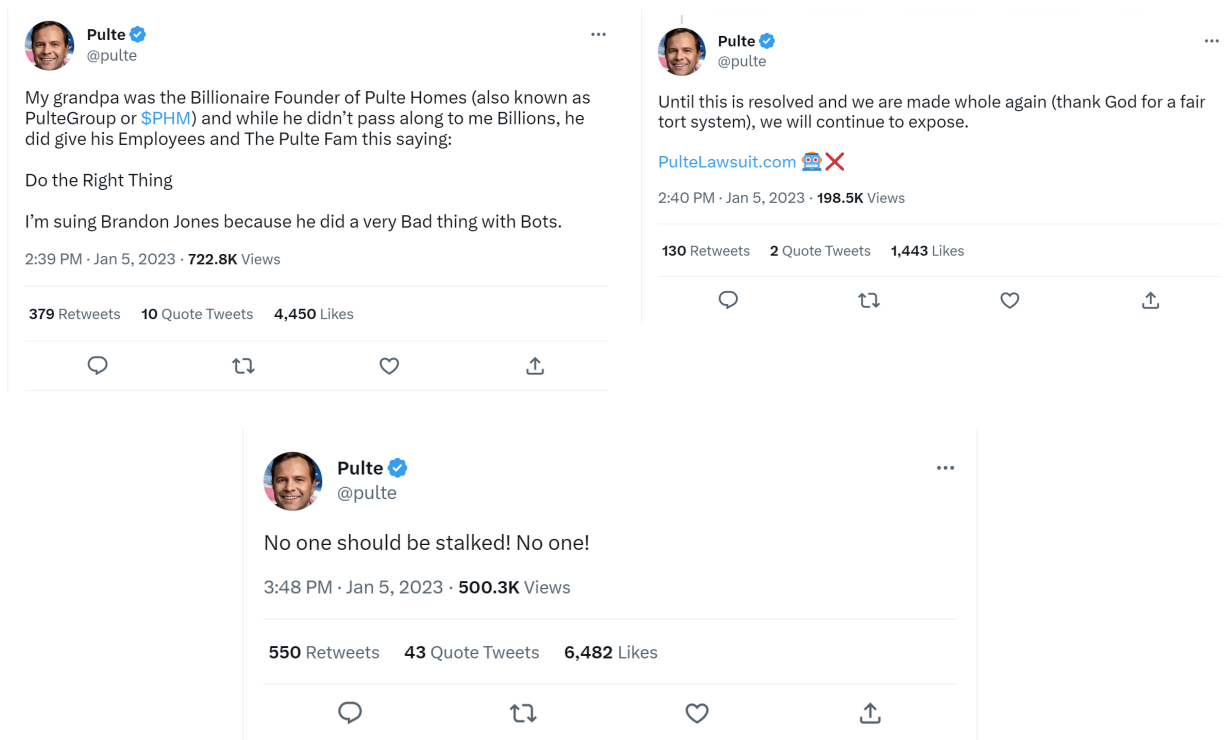 Pulte
@pulte
My grandpa was the Billionaire Founder of Pulte Homes (also known as
PulteGroup or $PHM) and while he didn’t pass along to me Billions, he
did give his Employees and The Pulte Fam this saying:
Do the Right Thing
I’m suing Brandon Jones because he did a very Bad thing with Bots.
2:39 PM · Jan 5, 2023 · 722.8K Views
379 Retweets 10 Quote Tweets 4,450 Likes
Pulte
@pulte
Until this is resolved and we are made whole again (thank God for a fair
tort system), we will continue to expose.
PulteLawsuit.com 🤖❌
2:40 PM · Jan 5, 2023 · 198.5K Views
130 Retweets 2 Quote Tweets 1,443 Likes
Pulte
@pulte
No one should be stalked! No one!
3:48 PM · Jan 5, 2023 · 500.3K Views
550 Retweets 43 Quote Tweets 6,482 Likes